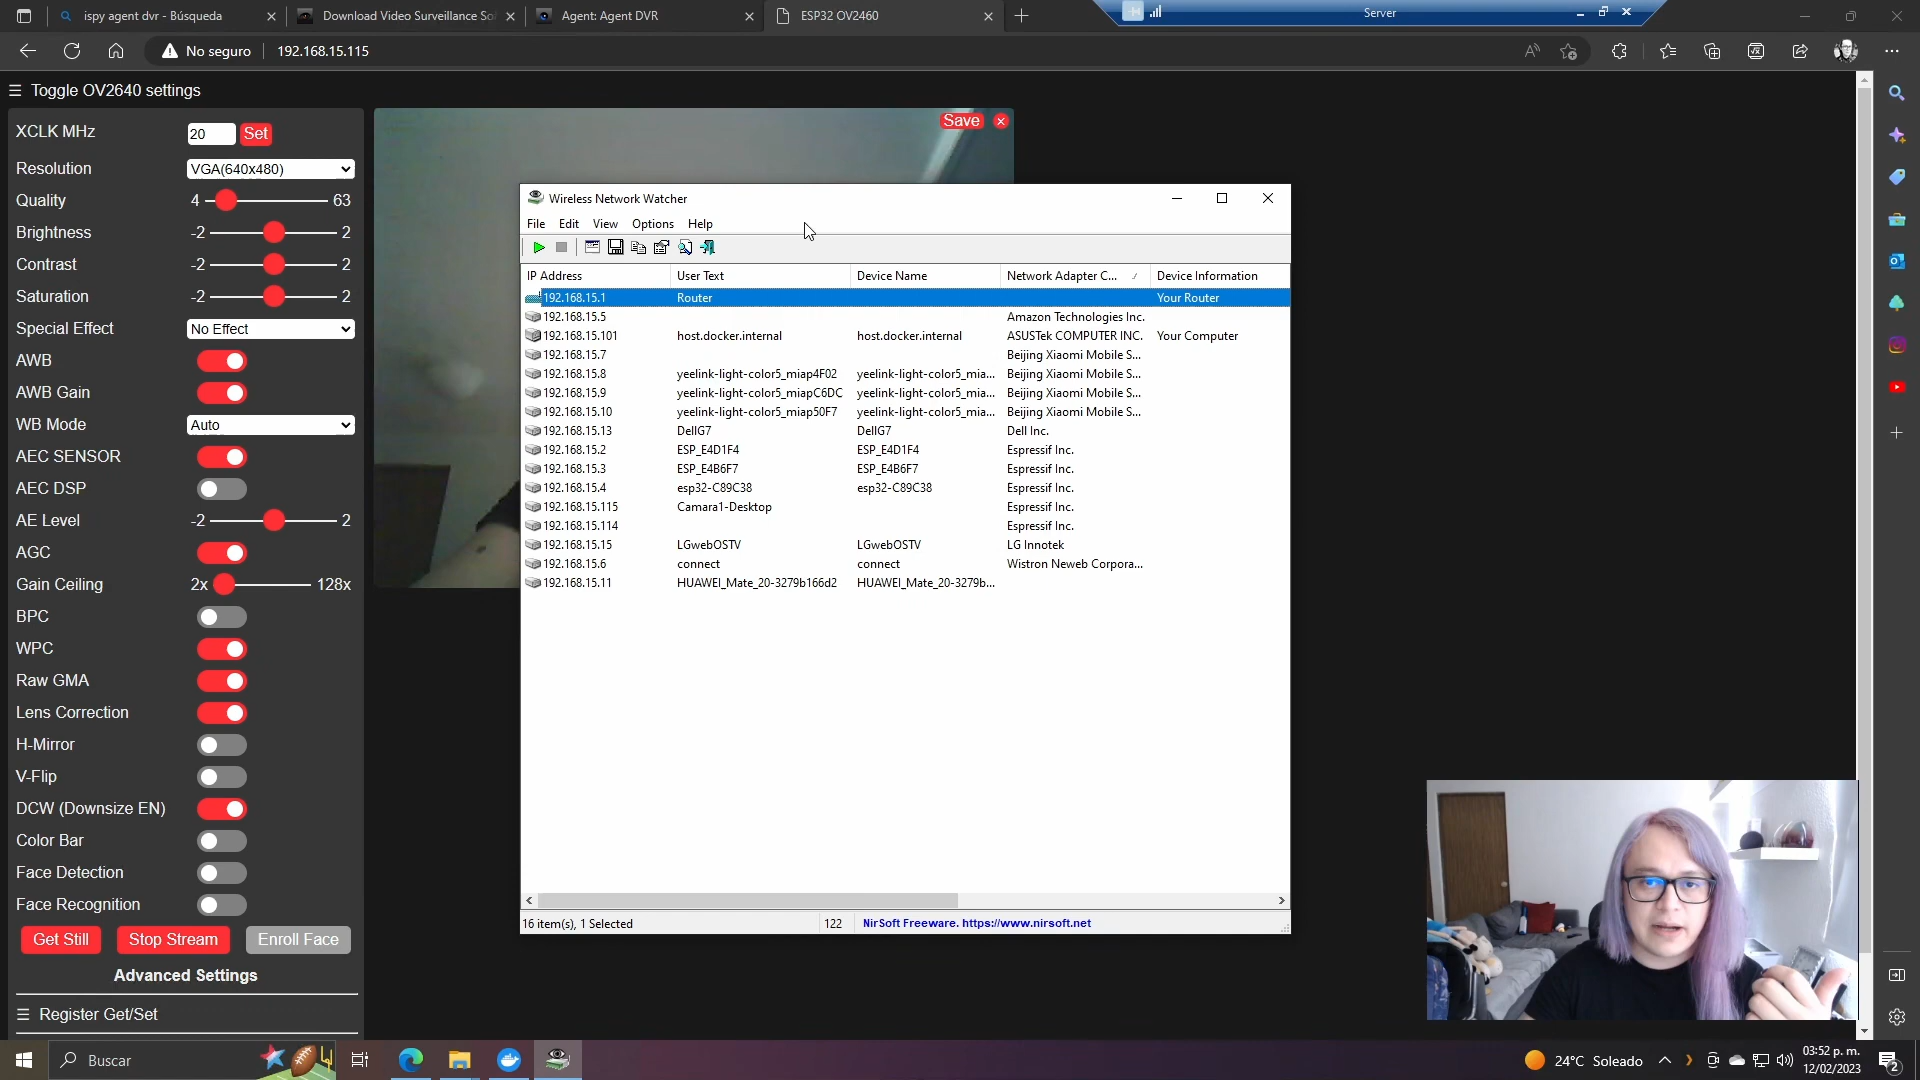 ispy agent dvr - Búsqueda
Download Video Surveillance So
Agent: Agent DVR
ESP32 OV2460
Server
No seguro
192.168.15.115
Toggle OV2640 settings
XCLK MHz 20 Set
Resolution VGA(640x480)
Quality 4 63
Brightness -2 2
Contrast -2 2
Saturation -2 2
Special Effect No Effect
AWB
AWB Gain
WB Mode Auto
AEC SENSOR
AEC DSP
AE Level -2 2
AGC
Gain Ceiling 2x 128x
BPC
WPC
Raw GMA
Lens Correction
H-Mirror
V-Flip
DCW (Downsize EN)
Color Bar
Face Detection
Face Recognition
Get Still Stop Stream Enroll Face
Advanced Settings
Register Get/Set
Save
Wireless Network Watcher
File Edit View Options Help
IP Address User Text Device Name Network Adapter C... Device Information
192.168.15.1 Router Your Router
192.168.15.5 Amazon Technologies Inc.
192.168.15.101 host.docker.internal host.docker.internal ASUSTek COMPUTER INC. Your Computer
192.168.15.7 Beijing Xiaomi Mobile S...
192.168.15.8 yeelink-light-color5_miap4F02 yeelink-light-color5_mia... Beijing Xiaomi Mobile S...
192.168.15.9 yeelink-light-color5_miapC6DC yeelink-light-color5_mia... Beijing Xiaomi Mobile S...
192.168.15.10 yeelink-light-color5_miap50F7 yeelink-light-color5_mia... Beijing Xiaomi Mobile S...
192.168.15.13 DellG7 DellG7 Dell Inc.
192.168.15.2 ESP_E4D1F4 ESP_E4D1F4 Espressif Inc.
192.168.15.3 ESP_E4B6F7 ESP_E4B6F7 Espressif Inc.
192.168.15.4 esp32-C89C38 esp32-C89C38 Espressif Inc.
192.168.15.115 Camara1-Desktop Espressif Inc.
192.168.15.114 Espressif Inc.
192.168.15.15 LGwebOSTV LGwebOSTV LG Innotek
192.168.15.6 connect connect Wistron Neweb Corpora...
192.168.15.11 HUAWEI_Mate_20-3279b166d2 HUAWEI_Mate_20-3279b...
16 item(s), 1 Selected 122 NirSoft Freeware. https://www.nirsoft.net
Buscar
24°C Soleado
03:52 p. m.
12/02/2023
2